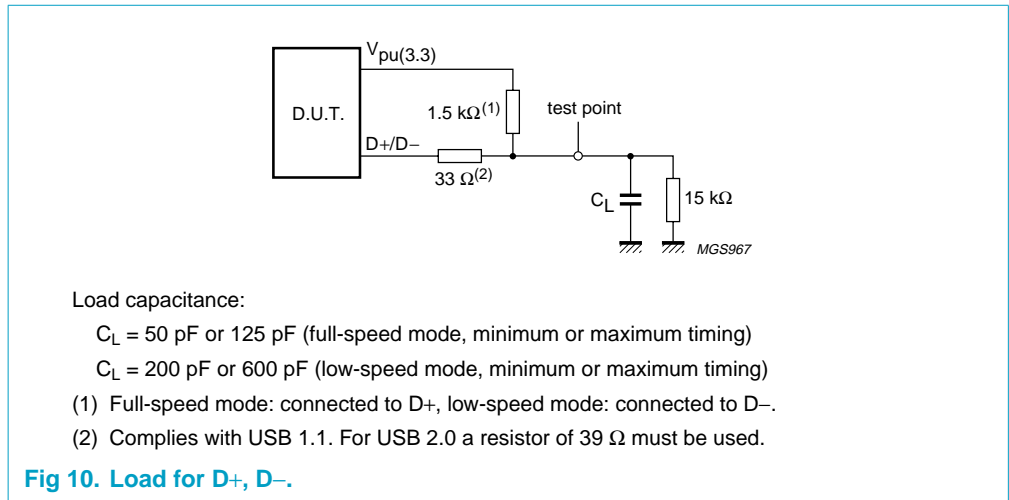 Vpu(3.3)
D.U.T.
1.5 kΩ(1)
test point
D+/D−
33 Ω(2)
CL
15 kΩ
MGS967
Load capacitance:
CL = 50 pF or 125 pF (full-speed mode, minimum or maximum timing)
CL = 200 pF or 600 pF (low-speed mode, minimum or maximum timing)
(1) Full-speed mode: connected to D+, low-speed mode: connected to D−.
(2) Complies with USB 1.1. For USB 2.0 a resistor of 39 Ω must be used.
Fig 10. Load for D+, D−.